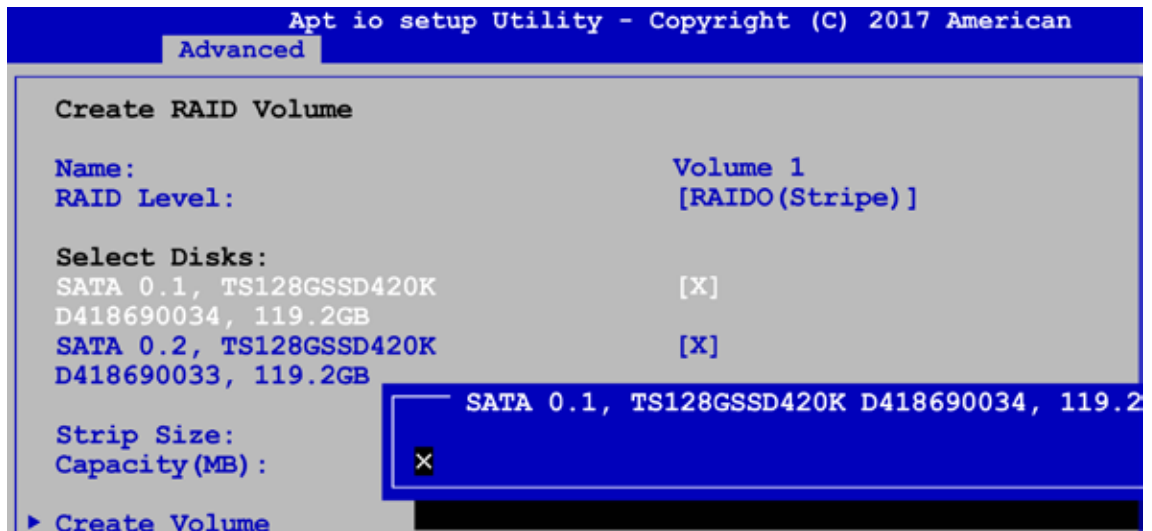 Apt io setup Utility - Copyright (C) 2017 American
Advanced
Create RAID Volume
Name: Volume 1
RAID Level: [RAIDO(Stripe)]
Select Disks:
SATA 0.1, TS128GSSD420K [X]
D418690034, 119.2GB
SATA 0.2, TS128GSSD420K [X]
D418690033, 119.2GB
SATA 0.1, TS128GSSD420K D418690034, 119.2
Strip Size:
Capacity(MB): X
Create Volume